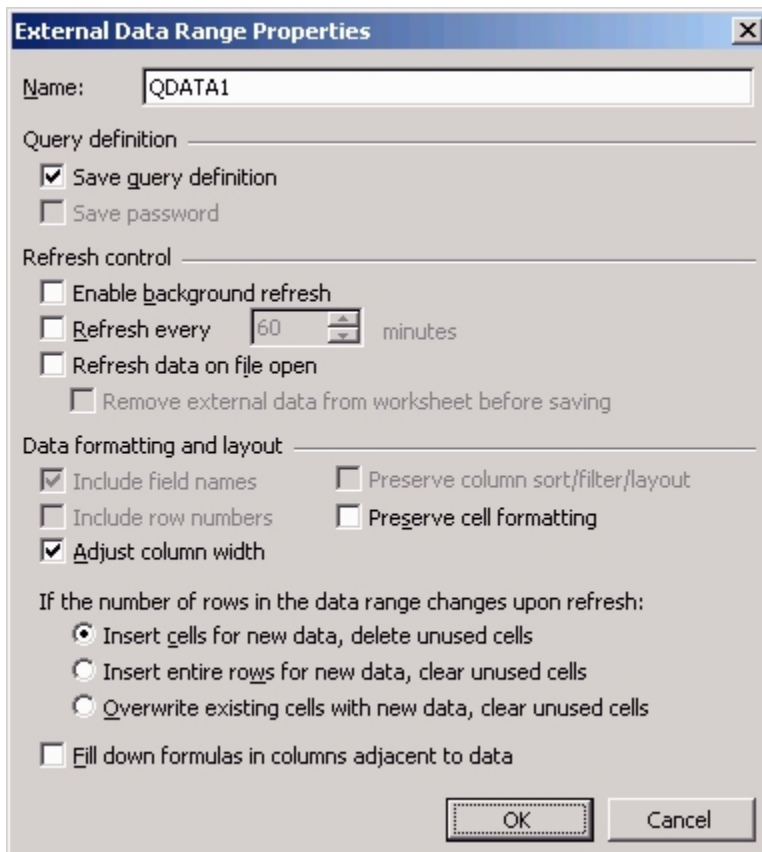 External Data Range Properties
Name: QDATA1
Query definition
Save query definition
Save password
Refresh control
Enable background refresh
Refresh every 60 minutes
Refresh data on file open
Remove external data from worksheet before saving
Data formatting and layout
Include field names Preserve column sort/filter/layout
Include row numbers Preserve cell formatting
Adjust column width
If the number of rows in the data range changes upon refresh:
Insert cells for new data, delete unused cells
Insert entire rows for new data, clear unused cells
Overwrite existing cells with new data, clear unused cells
Fill down formulas in columns adjacent to data
OK Cancel